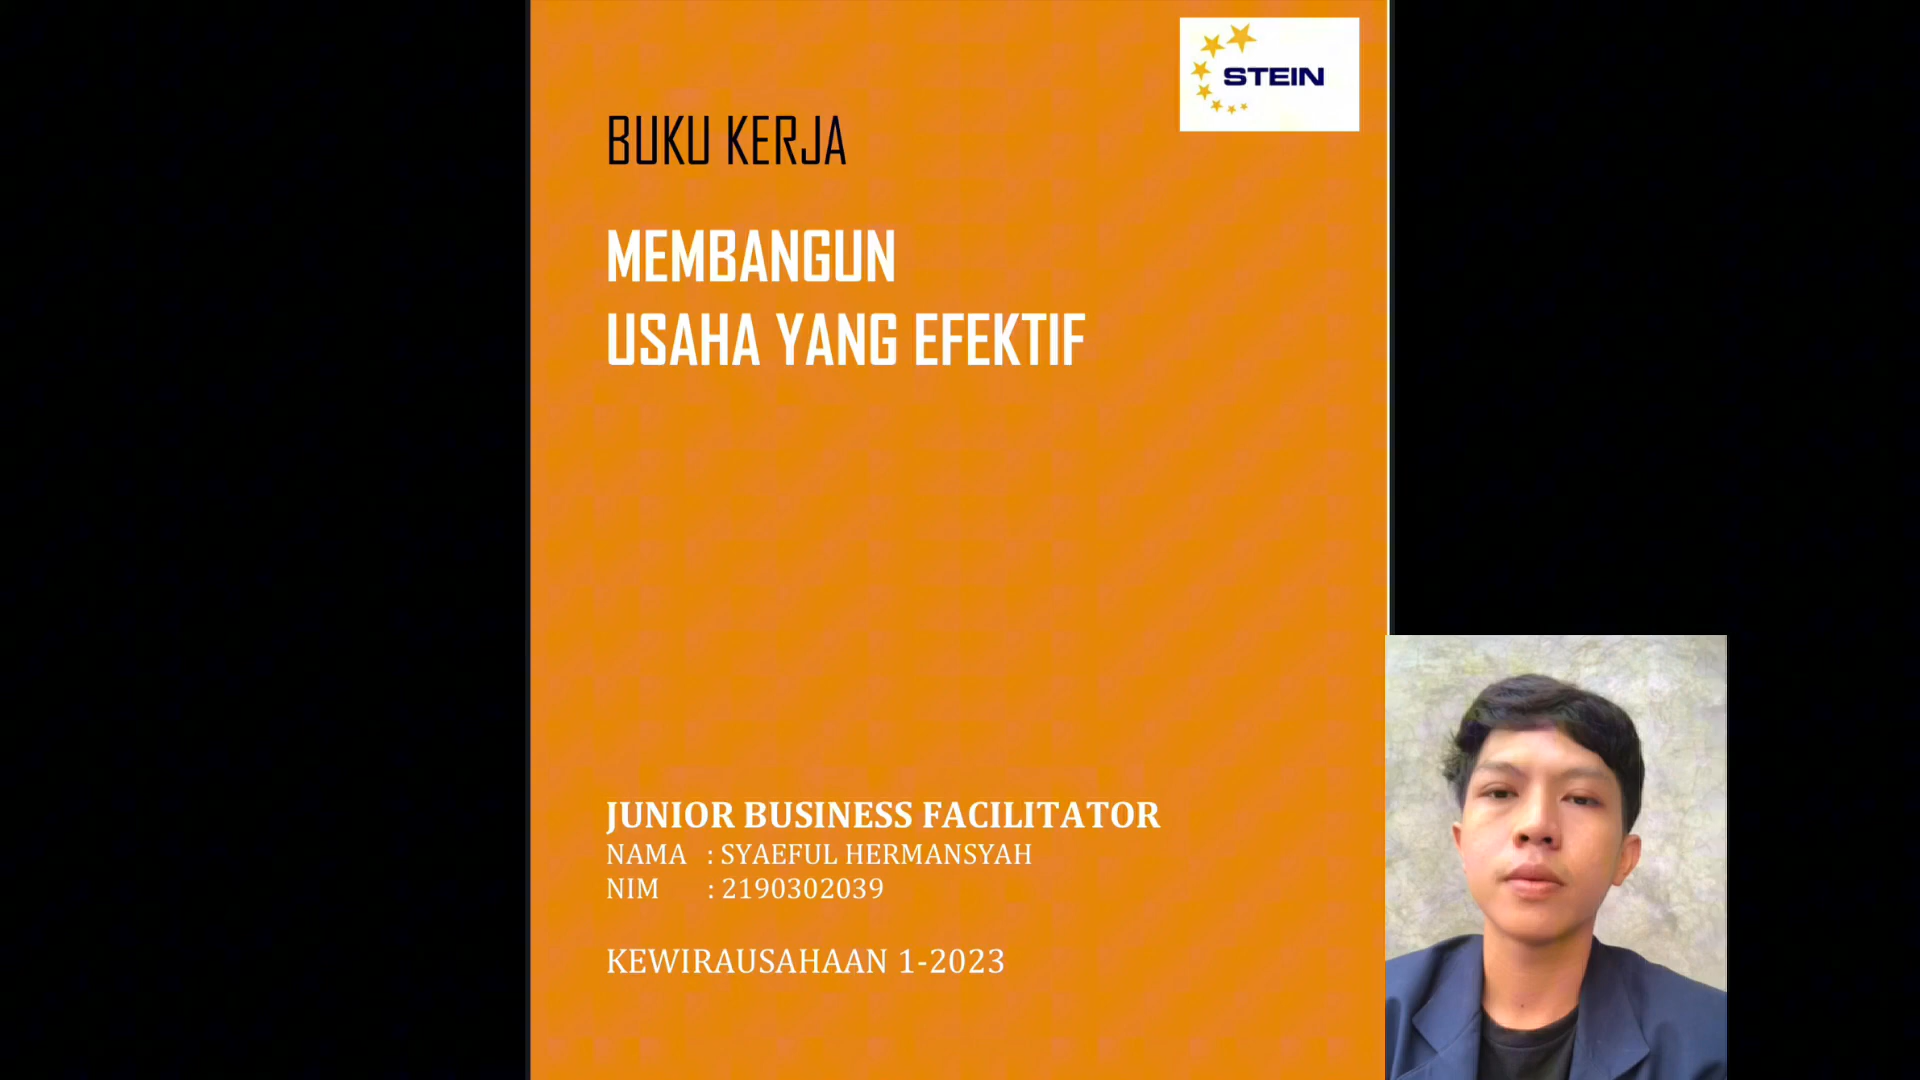 STEIN
BUKU KERJA
MEMBANGUN
USAHA YANG EFEKTIF
JUNIOR BUSINESS FACILITATOR
NAMA : SYAEFUL HERMANSYAH
NIM : 2190302039
KEWIRAUSAHAAN 1-2023